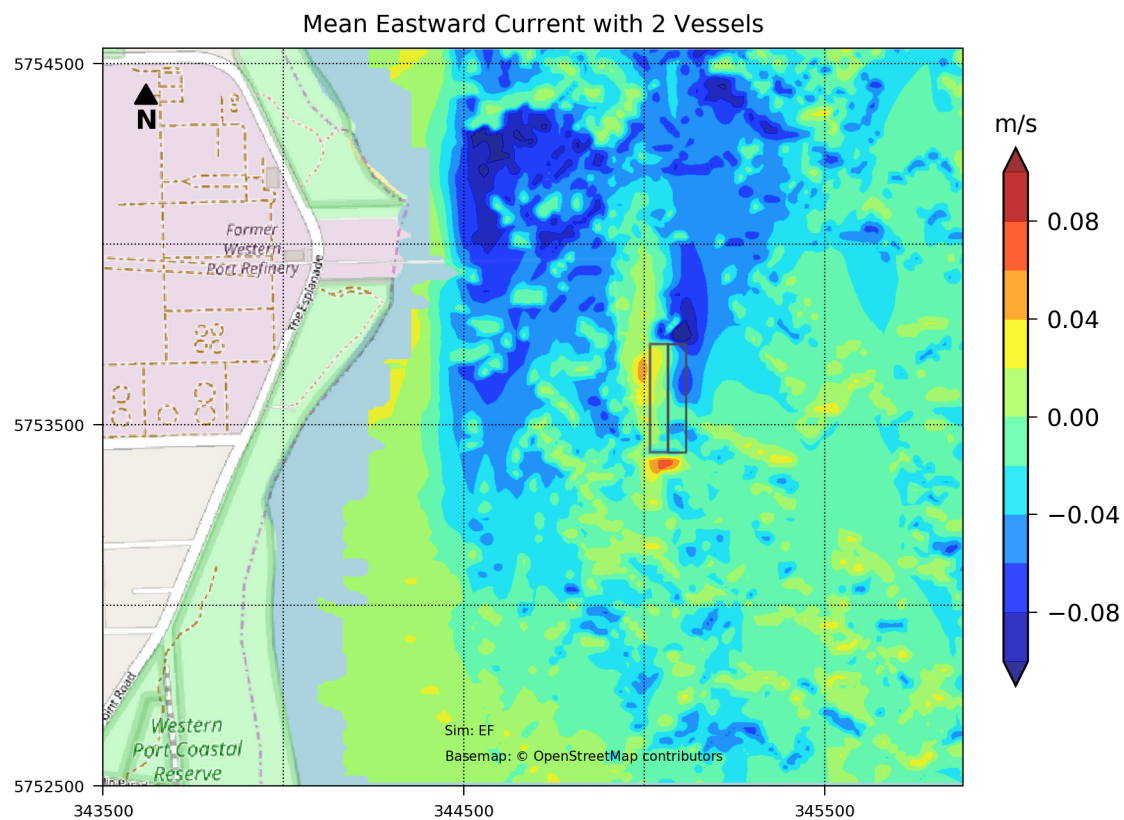 Mean Eastward Current with 2 Vessels
5754500
N
m/s
0.08
Former
Western
Port Refinery
The Esplanade
0.04
0.00
5753500
−0.04
−0.08
Road
Western
Port Coastal
Reserve
Sim: EF
Basemap: © OpenStreetMap contributors
5752500
343500
344500
345500